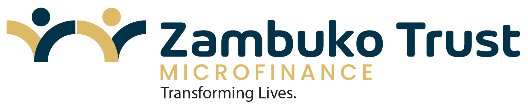 Zambuko Trust
MICROFINANCE
Transforming Lives.